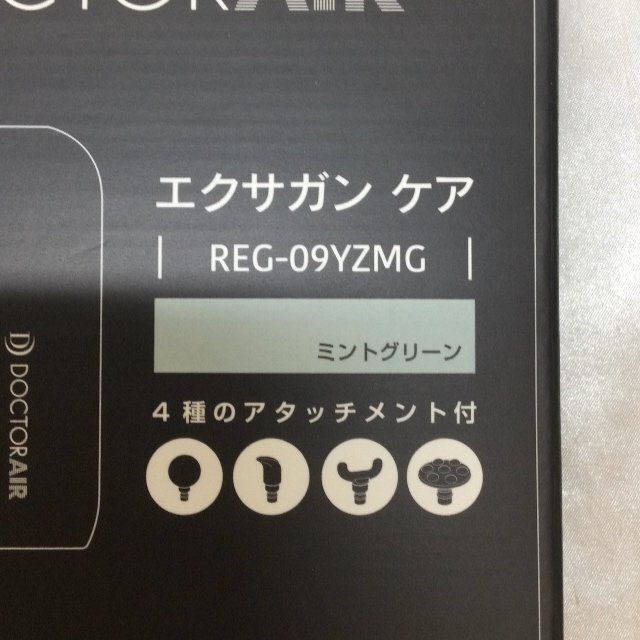 CTORAIR
エクサガン ケア
REG-09YZMG
ミントグリーン
4種のアタッチメント付
DOCTORAIR